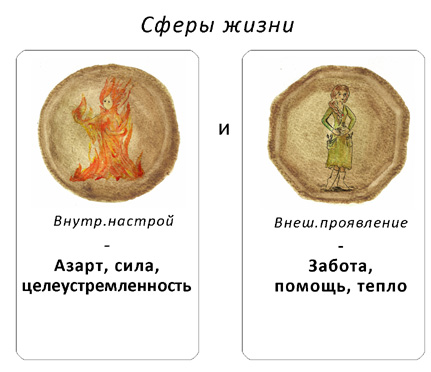 Сферы жизни
и
Внутр.настрой
-
Азарт, сила,
целеустремленность
Внеш.проявление
-
Забота,
помощь, тепло